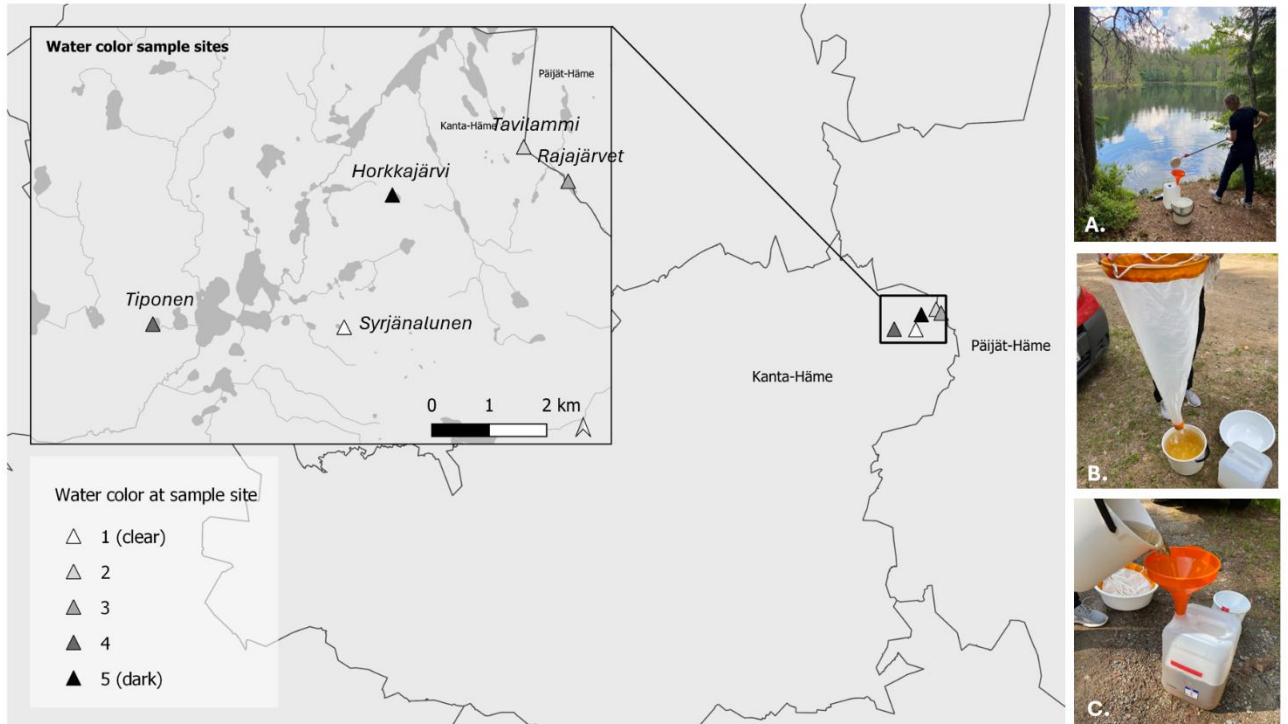 Water color sample sites
Päijät-Häme
Kanta-Häme
Tavilammi
Rajajärvet
Horkkajärvi
Tiponen
Syrjänalunen
0 1 2 km
Kanta-Häme
Päijät-Häme
Water color at sample site
1 (clear)
2
3
4
5 (dark)
A.
B.
C.